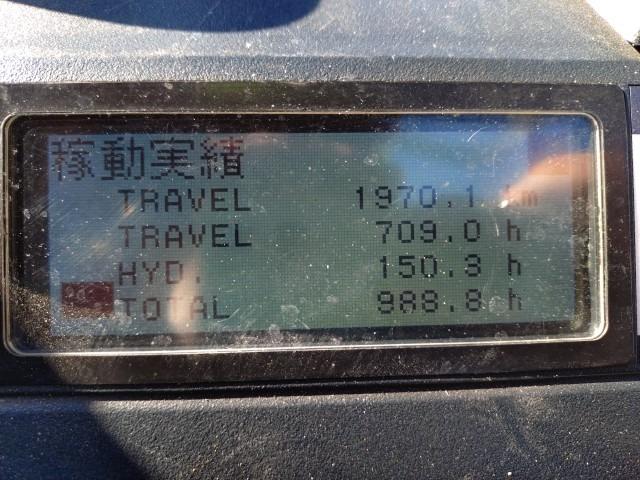 稼動実績
TRAVEL 1970.1 km
TRAVEL 709.0 h
HYD. 150.3 h
TOTAL 988.8 h